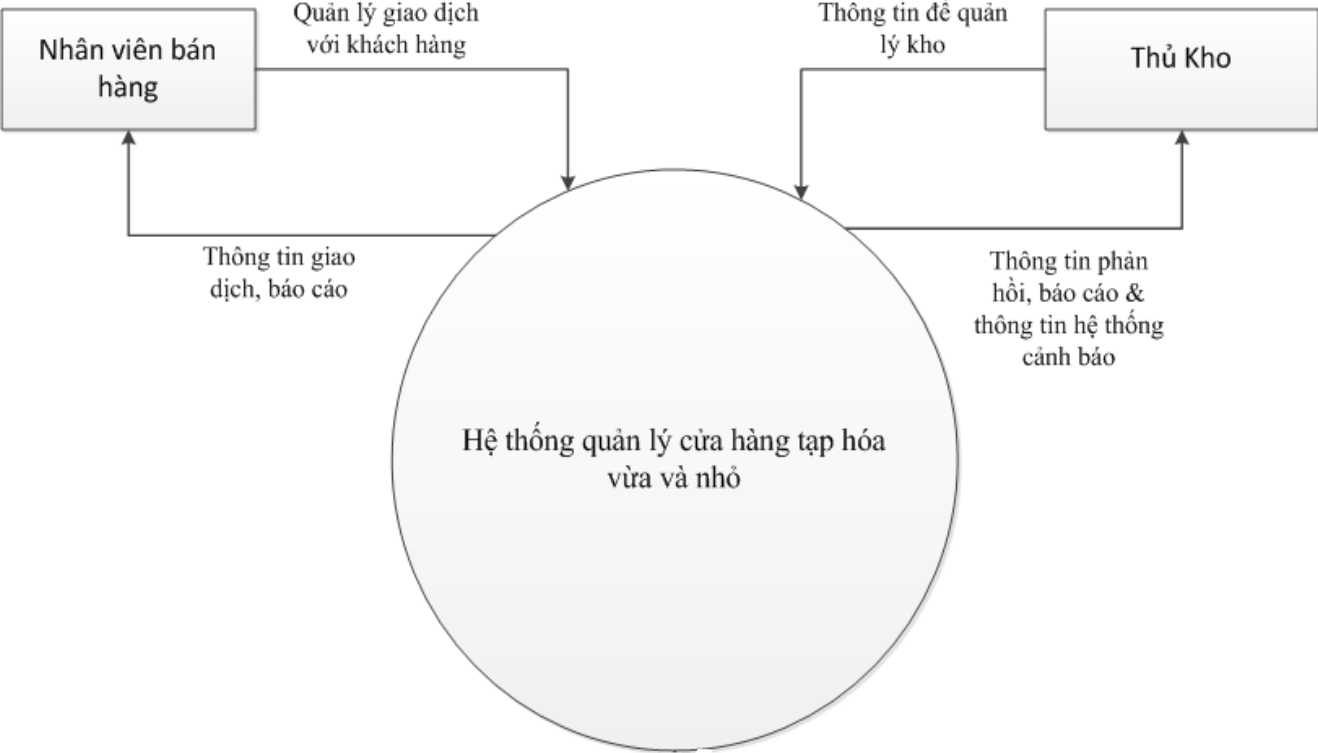 Nhân viên bán
hàng
Quản lý giao dịch
với khách hàng
Thông tin để quản
lý kho
Thủ Kho
Thông tin giao
dịch, báo cáo
Thông tin phản
hồi, báo cáo &
thông tin hệ thống
cảnh báo
Hệ thống quản lý cửa hàng tạp hóa
vừa và nhỏ